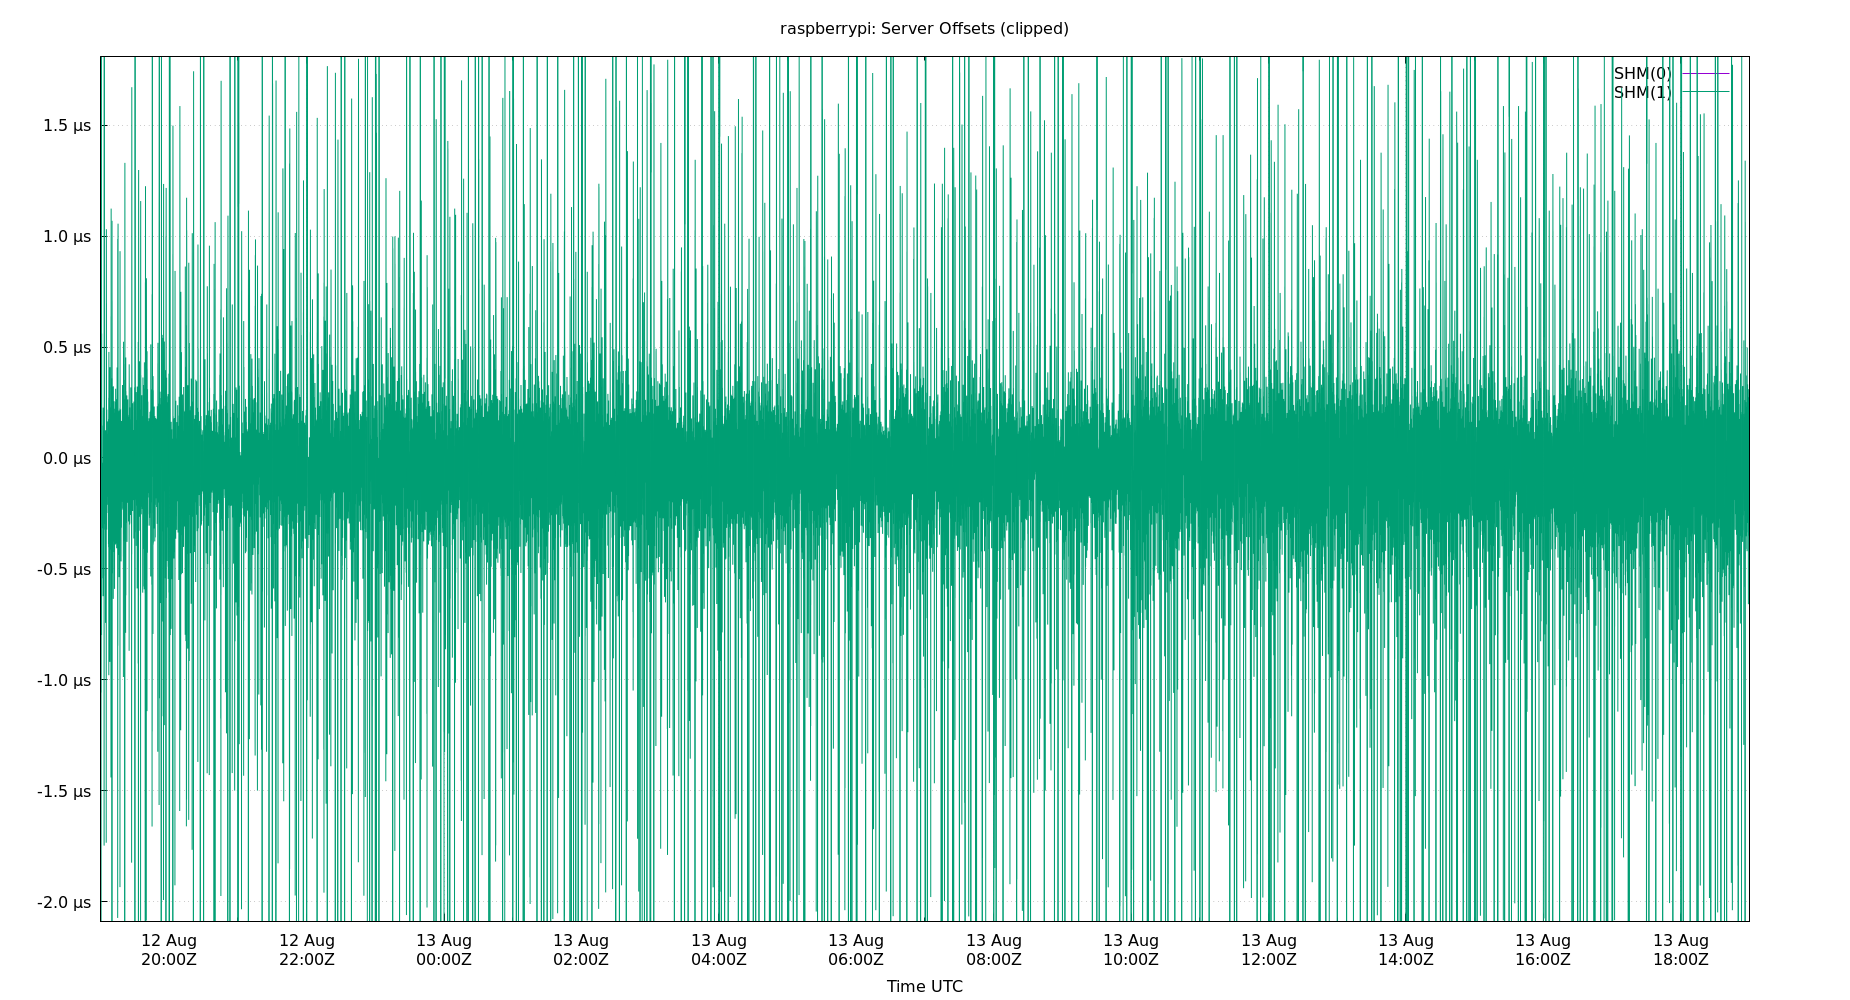 raspberrypi: Server Offsets (clipped)
SHM(0)
SHM(1)
1.5 µs
1.0 µs
0.5 µs
0.0 µs
-0.5 µs
-1.0 µs
-1.5 µs
-2.0 µs
12 Aug 12 Aug 13 Aug 13 Aug 13 Aug 13 Aug 13 Aug 13 Aug 13 Aug 13 Aug 13 Aug 13 Aug
20:00Z 22:00Z 00:00Z 02:00Z 04:00Z 06:00Z 08:00Z 10:00Z 12:00Z 14:00Z 16:00Z 18:00Z
Time UTC